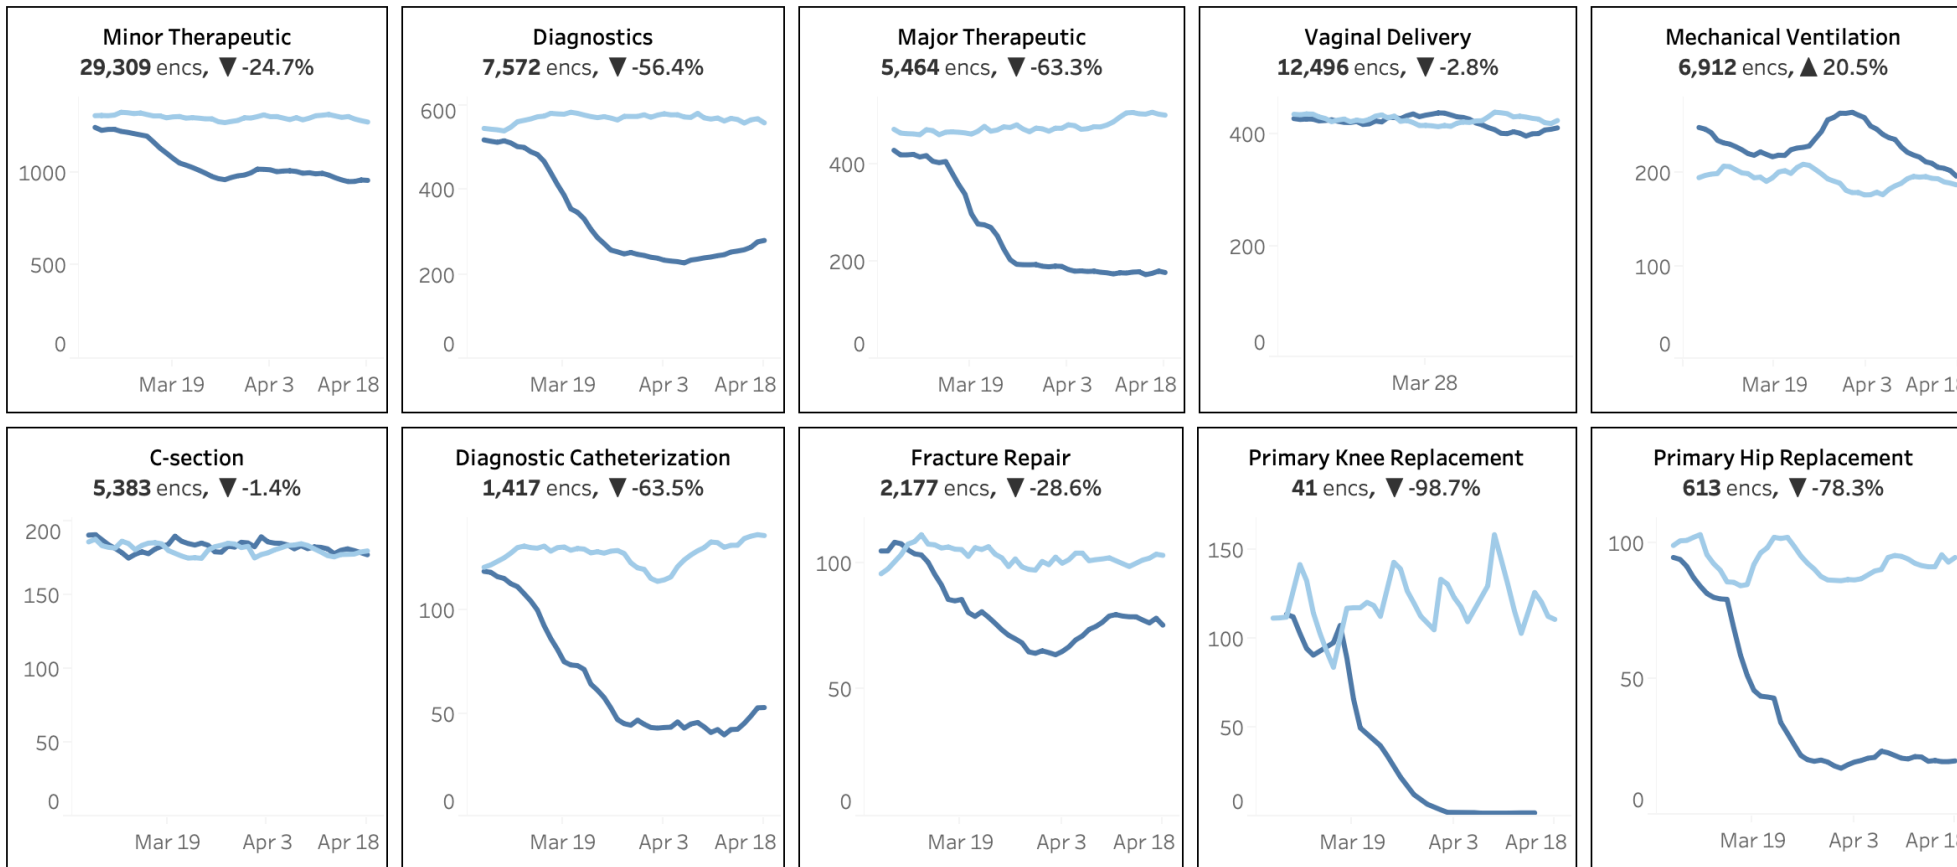 Minor Therapeutic
29,309 encs, ▼ -24.7%
1000
500
0
Mar 19 Apr 3 Apr 18
Diagnostics
7,572 encs, ▼ -56.4%
600
400
200
0
Mar 19 Apr 3 Apr 18
Major Therapeutic
5,464 encs, ▼ -63.3%
400
200
0
Mar 19 Apr 3 Apr 18
Vaginal Delivery
12,496 encs, ▼ -2.8%
400
200
0
Mar 28
Mechanical Ventilation
6,912 encs, ▲ 20.5%
200
100
0
Mar 19 Apr 3 Apr 18
C-section
5,383 encs, ▼ -1.4%
200
150
100
50
0
Mar 19 Apr 3 Apr 18
Diagnostic Catheterization
1,417 encs, ▼ -63.5%
100
50
0
Mar 19 Apr 3 Apr 18
Fracture Repair
2,177 encs, ▼ -28.6%
100
50
0
Mar 19 Apr 3 Apr 18
Primary Knee Replacement
41 encs, ▼ -98.7%
150
100
50
0
Mar 19 Apr 3 Apr 18
Primary Hip Replacement
613 encs, ▼ -78.3%
100
50
0
Mar 19 Apr 3 Apr 18